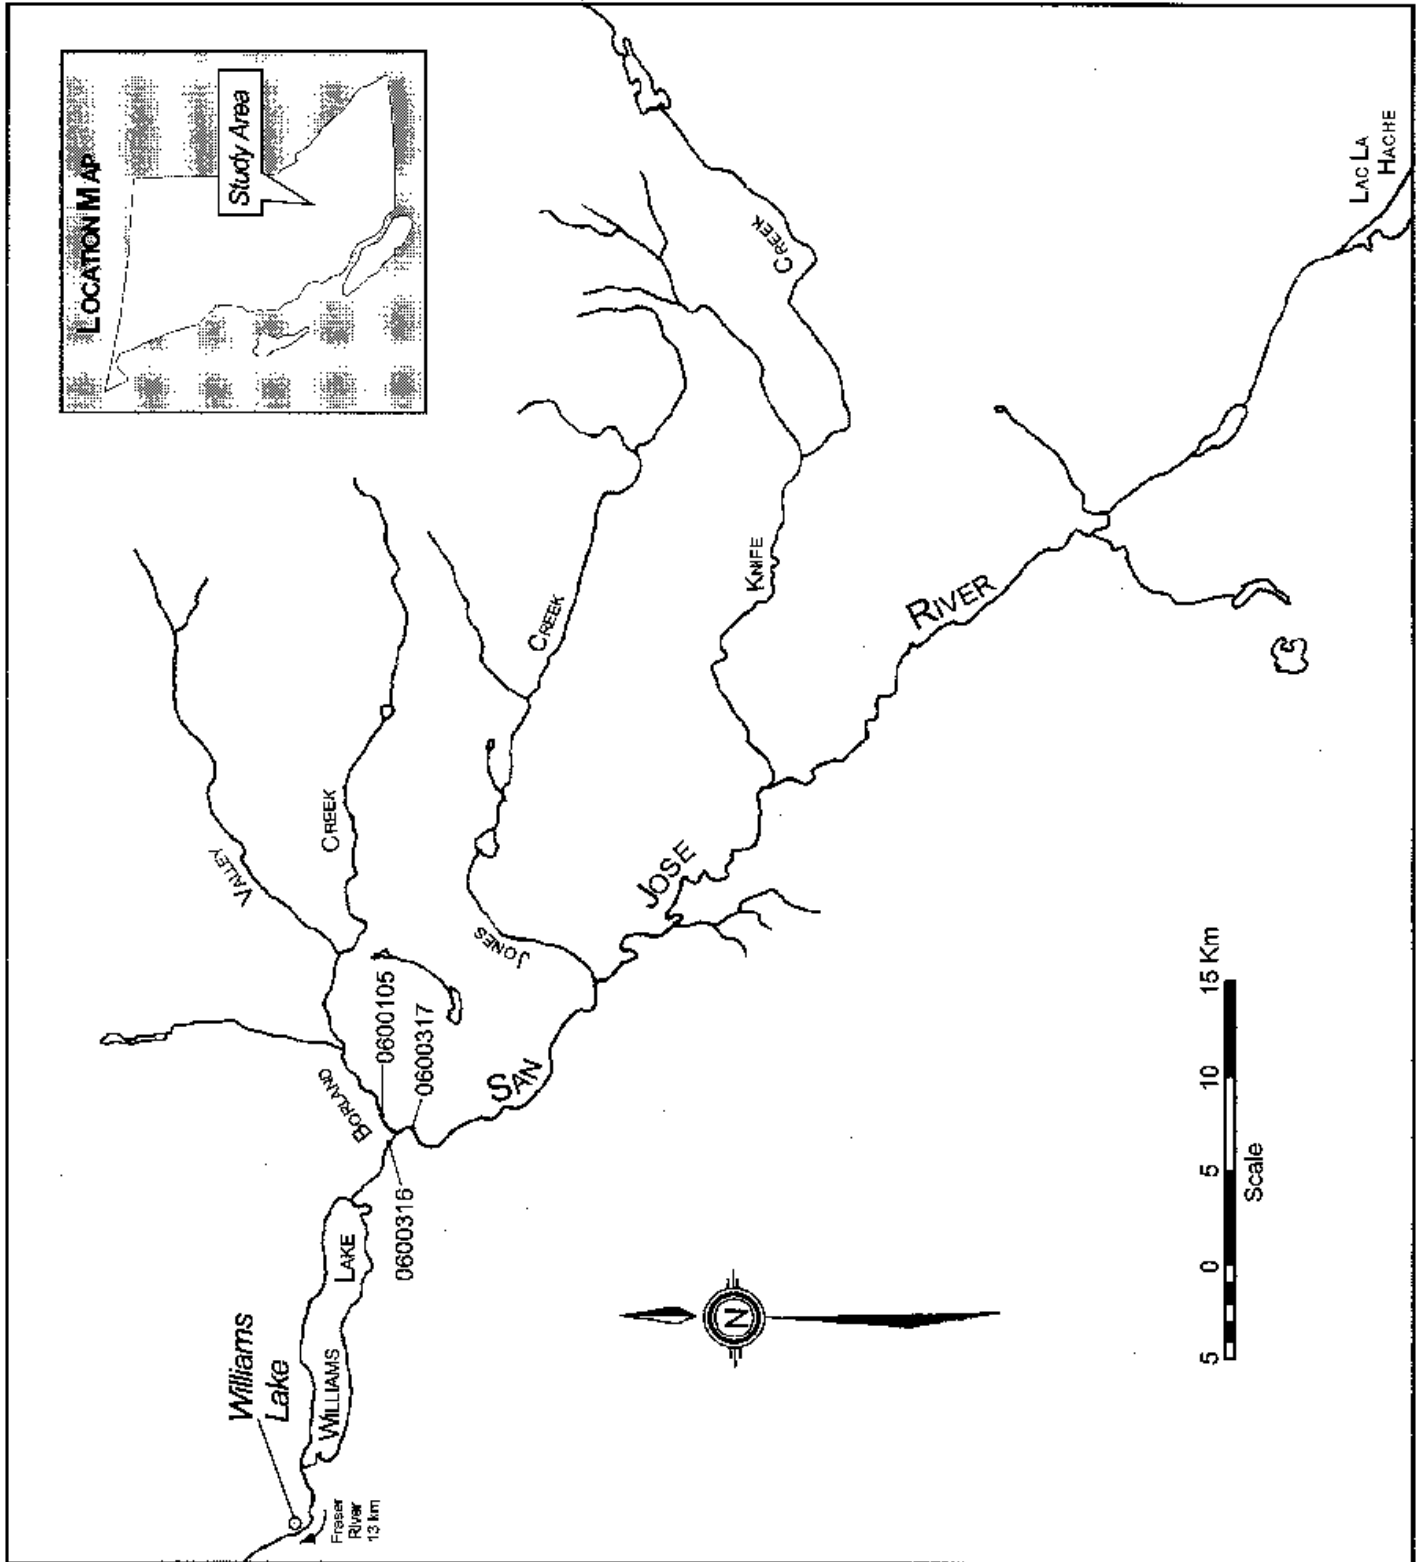 LOCATION MAP
Study Area
Williams
Lake
Fraser
River
13 km
WILLIAMS
LAKE
0600316
0600105
0600317
BORLAND
VALLEY
CREEK
JONES
CREEK
KNIFE
CREEK
SAN
JOSE
RIVER
LAC LA
HACHE
N
5 0 5 10 15 Km
Scale